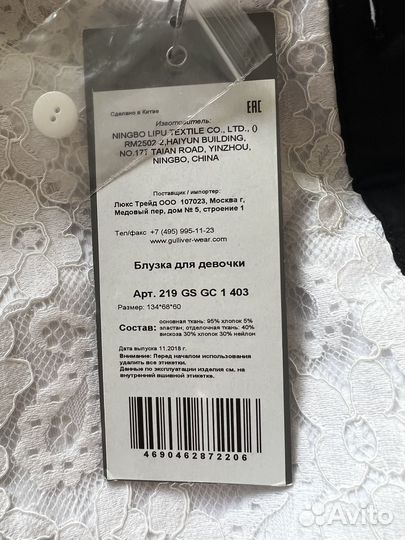 Сделано в Китае
EAC
Изготовитель:
NINGBO LIPU TEXTILE CO., LTD., ()
RM2502-2,HAIYUN BUILDING,
NO.171 TAIAN ROAD, YINZHOU,
NINGBO, CHINA
Поставщик / импортер:
Люкс Трейд ООО 107023, Москва г,
Медовый пер, дом № 5, строение 1
Тел/факс +7 (495) 995-11-23
www.gulliver-wear.com
Блузка для девочки
Арт. 219 GS GC 1 403
Размер: 134*68*60
Состав: основная ткань: 95% хлопок 5%
эластан, отделочная ткань: 40%
вискоза 30% хлопок 30% нейлон
Дата выпуска 11.2018 г.
Внимание: Перед началом использования
удалить все этикетки.
Данные по эксплуатации изделия см. на
внутренней вшивной этикетке.
4690462872206
Avito